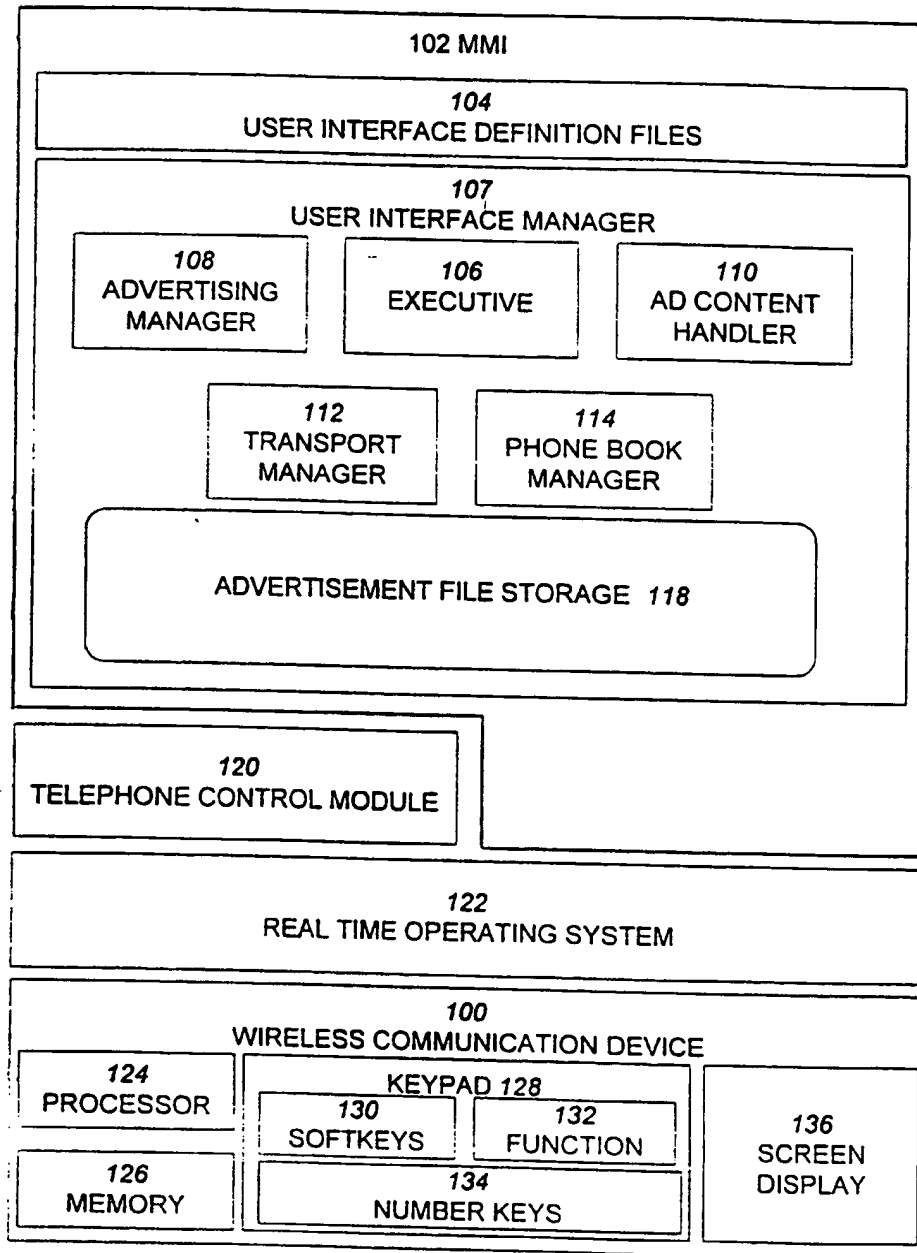 102 MMI
104
USER INTERFACE DEFINITION FILES
107
USER INTERFACE MANAGER
108
ADVERTISING
MANAGER
106
EXECUTIVE
110
AD CONTENT
HANDLER
112
TRANSPORT
MANAGER
114
PHONE BOOK
MANAGER
ADVERTISEMENT FILE STORAGE 118
120
TELEPHONE CONTROL MODULE
122
REAL TIME OPERATING SYSTEM
100
WIRELESS COMMUNICATION DEVICE
124
PROCESSOR
126
MEMORY
KEYPAD 128
130
SOFTKEYS
132
FUNCTION
134
NUMBER KEYS
136
SCREEN
DISPLAY